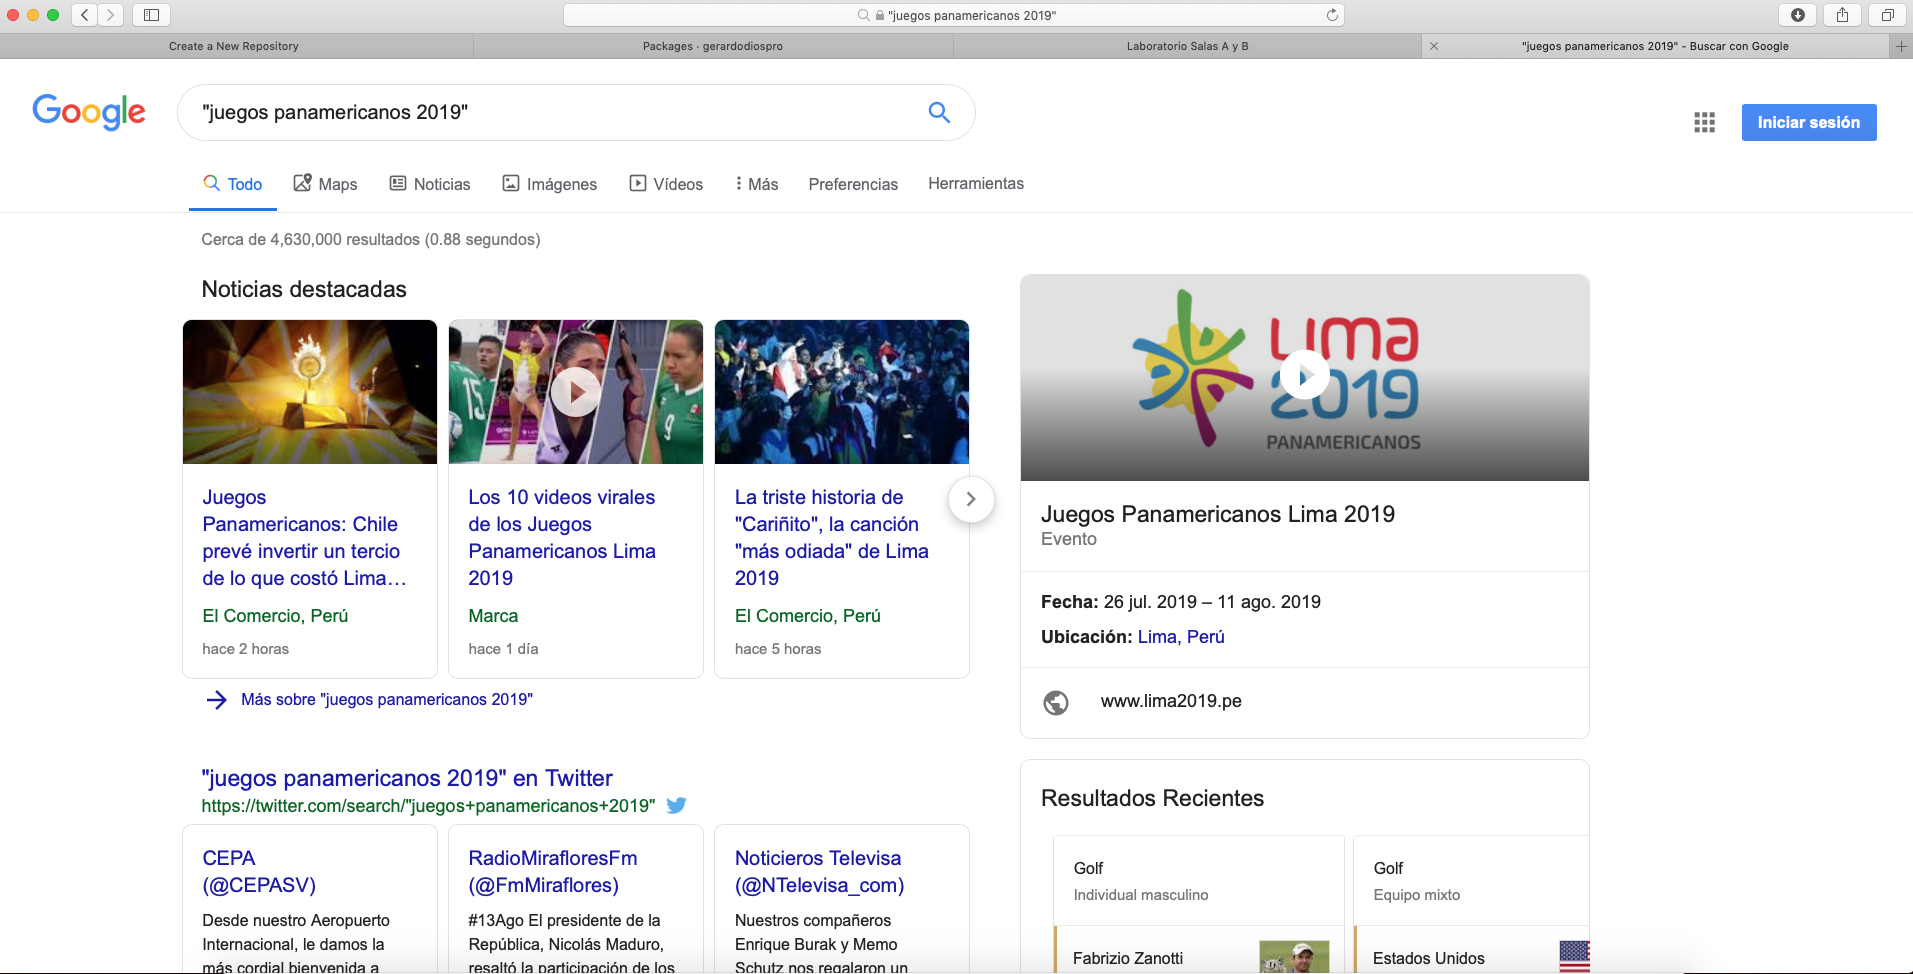 "juegos panamericanos 2019"
Create a New Repository
Packages · gerardodiospro
Laboratorio Salas A y B
"juegos panamericanos 2019" - Buscar con Google
Google
"juegos panamericanos 2019"
Iniciar sesión
Todo
Maps
Noticias
Imágenes
Vídeos
Más
Preferencias
Herramientas
Cerca de 4,630,000 resultados (0.88 segundos)
Noticias destacadas
Juegos
Panamericanos: Chile
prevé invertir un tercio
de lo que costó Lima…
El Comercio, Perú
hace 2 horas
15
9
Los 10 videos virales
de los Juegos
Panamericanos Lima
2019
Marca
hace 1 día
La triste historia de
"Cariñito", la canción
"más odiada" de Lima
2019
El Comercio, Perú
hace 5 horas
Más sobre "juegos panamericanos 2019"
"juegos panamericanos 2019" en Twitter
https://twitter.com/search/"juegos+panamericanos+2019"
CEPA
(@CEPASV)
Desde nuestro Aeropuerto
Internacional, le damos la
más cordial bienvenida a
RadioMirafloresFm
(@FmMiraflores)
#13Ago El presidente de la
República, Nicolás Maduro,
resaltó la participación de los
Noticieros Televisa
(@NTelevisa_com)
Nuestros compañeros
Enrique Burak y Memo
Schutz nos regalaron un
LIMA
2019
PANAMERICANOS
Juegos Panamericanos Lima 2019
Evento
Fecha: 26 jul. 2019 – 11 ago. 2019
Ubicación: Lima, Perú
www.lima2019.pe
Resultados Recientes
Golf
Individual masculino
Fabrizio Zanotti
Golf
Equipo mixto
Estados Unidos